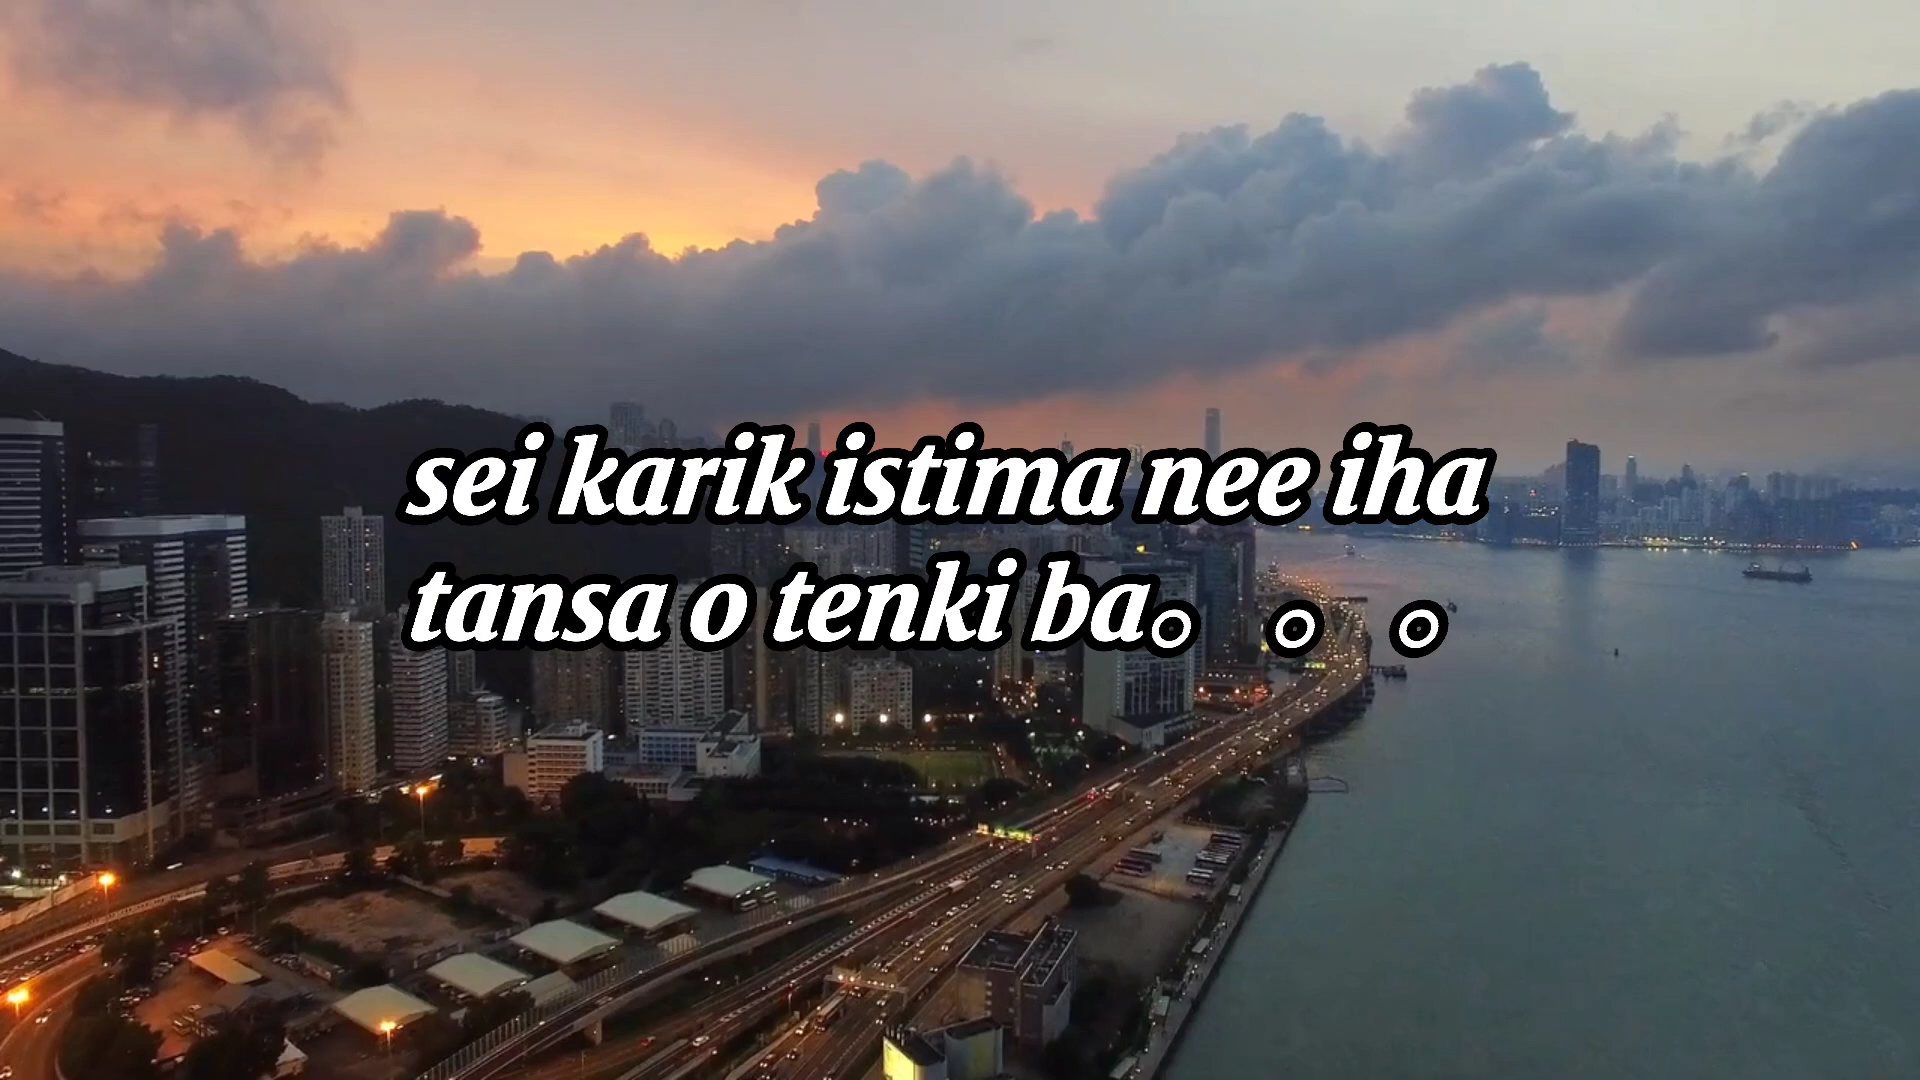 sei karik istima nee iha
tansa o tenki ba。。。